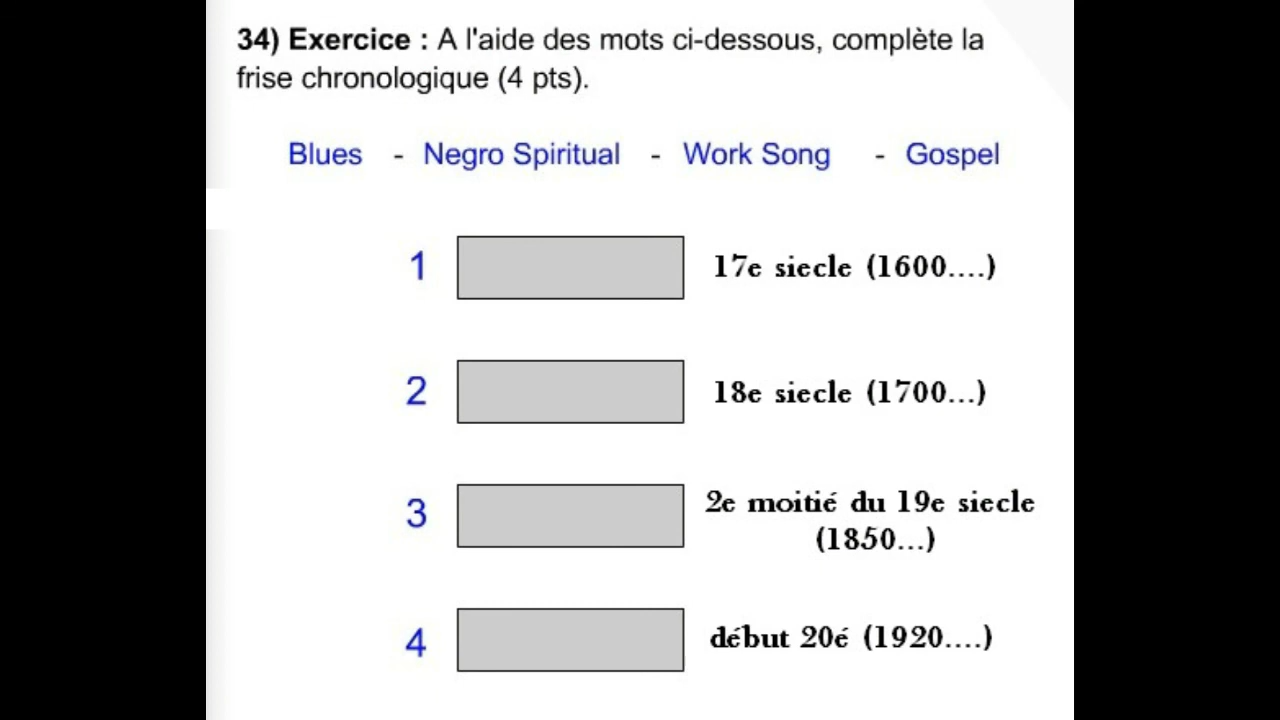 34) Exercice : A l'aide des mots ci-dessous, complète la
frise chronologique (4 pts).
Blues - Negro Spiritual - Work Song - Gospel
1 17e siecle (1600....)
2 18e siecle (1700...)
3 2e moitié du 19e siecle
(1850...)
4 début 20é (1920....)